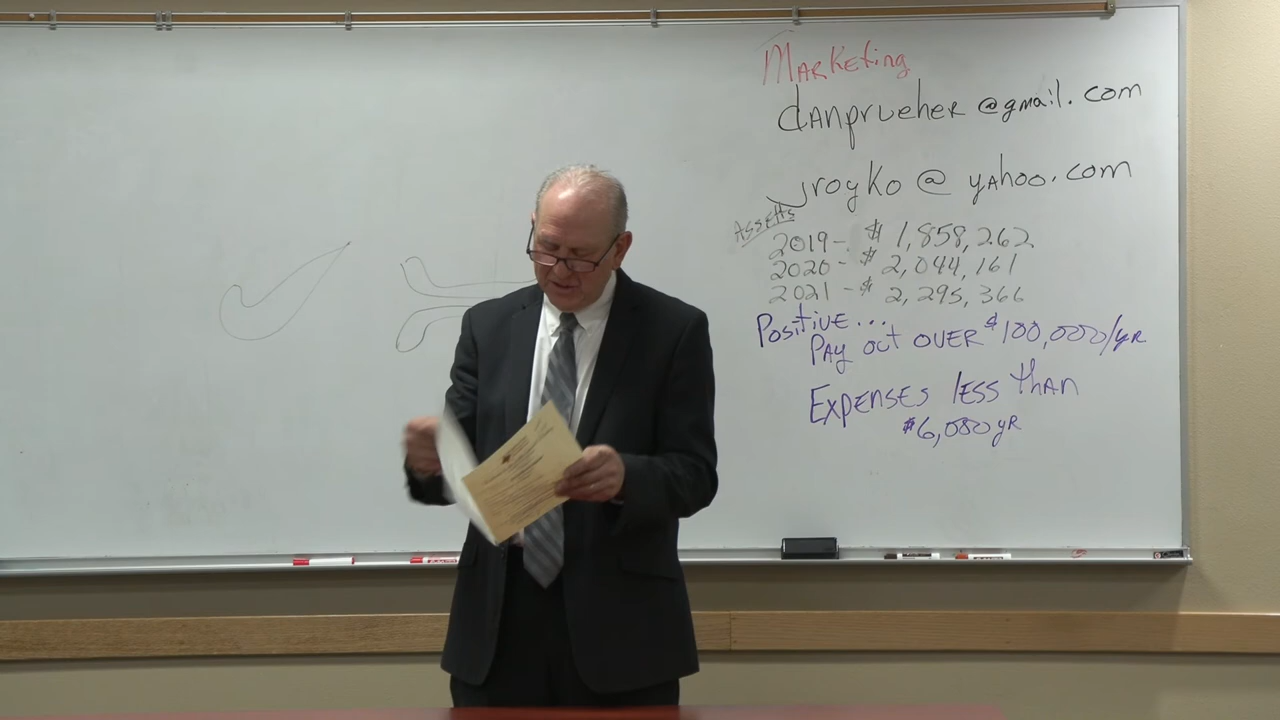 Marketing
danprueher@gmail.com
jroyko@yahoo.com
Assets
2019 - $ 1,858,262
2020 - $ 2,044,161
2021 - $ 2,295,366
Positive...
Pay out over $100,000/yr
Expenses less than
$6,080 yr